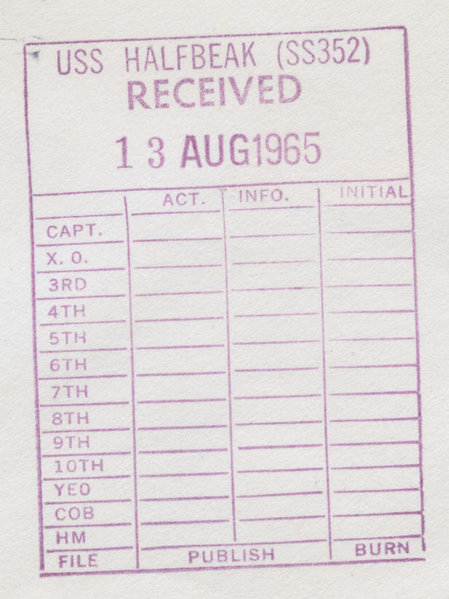 USS HALFBEAK (SS352)
RECEIVED
13 AUG1965
ACT. INFO. INITIAL
CAPT.
X. O.
3RD
4TH
5TH
6TH
7TH
8TH
9TH
10TH
YEO
COB
HM
FILE PUBLISH BURN